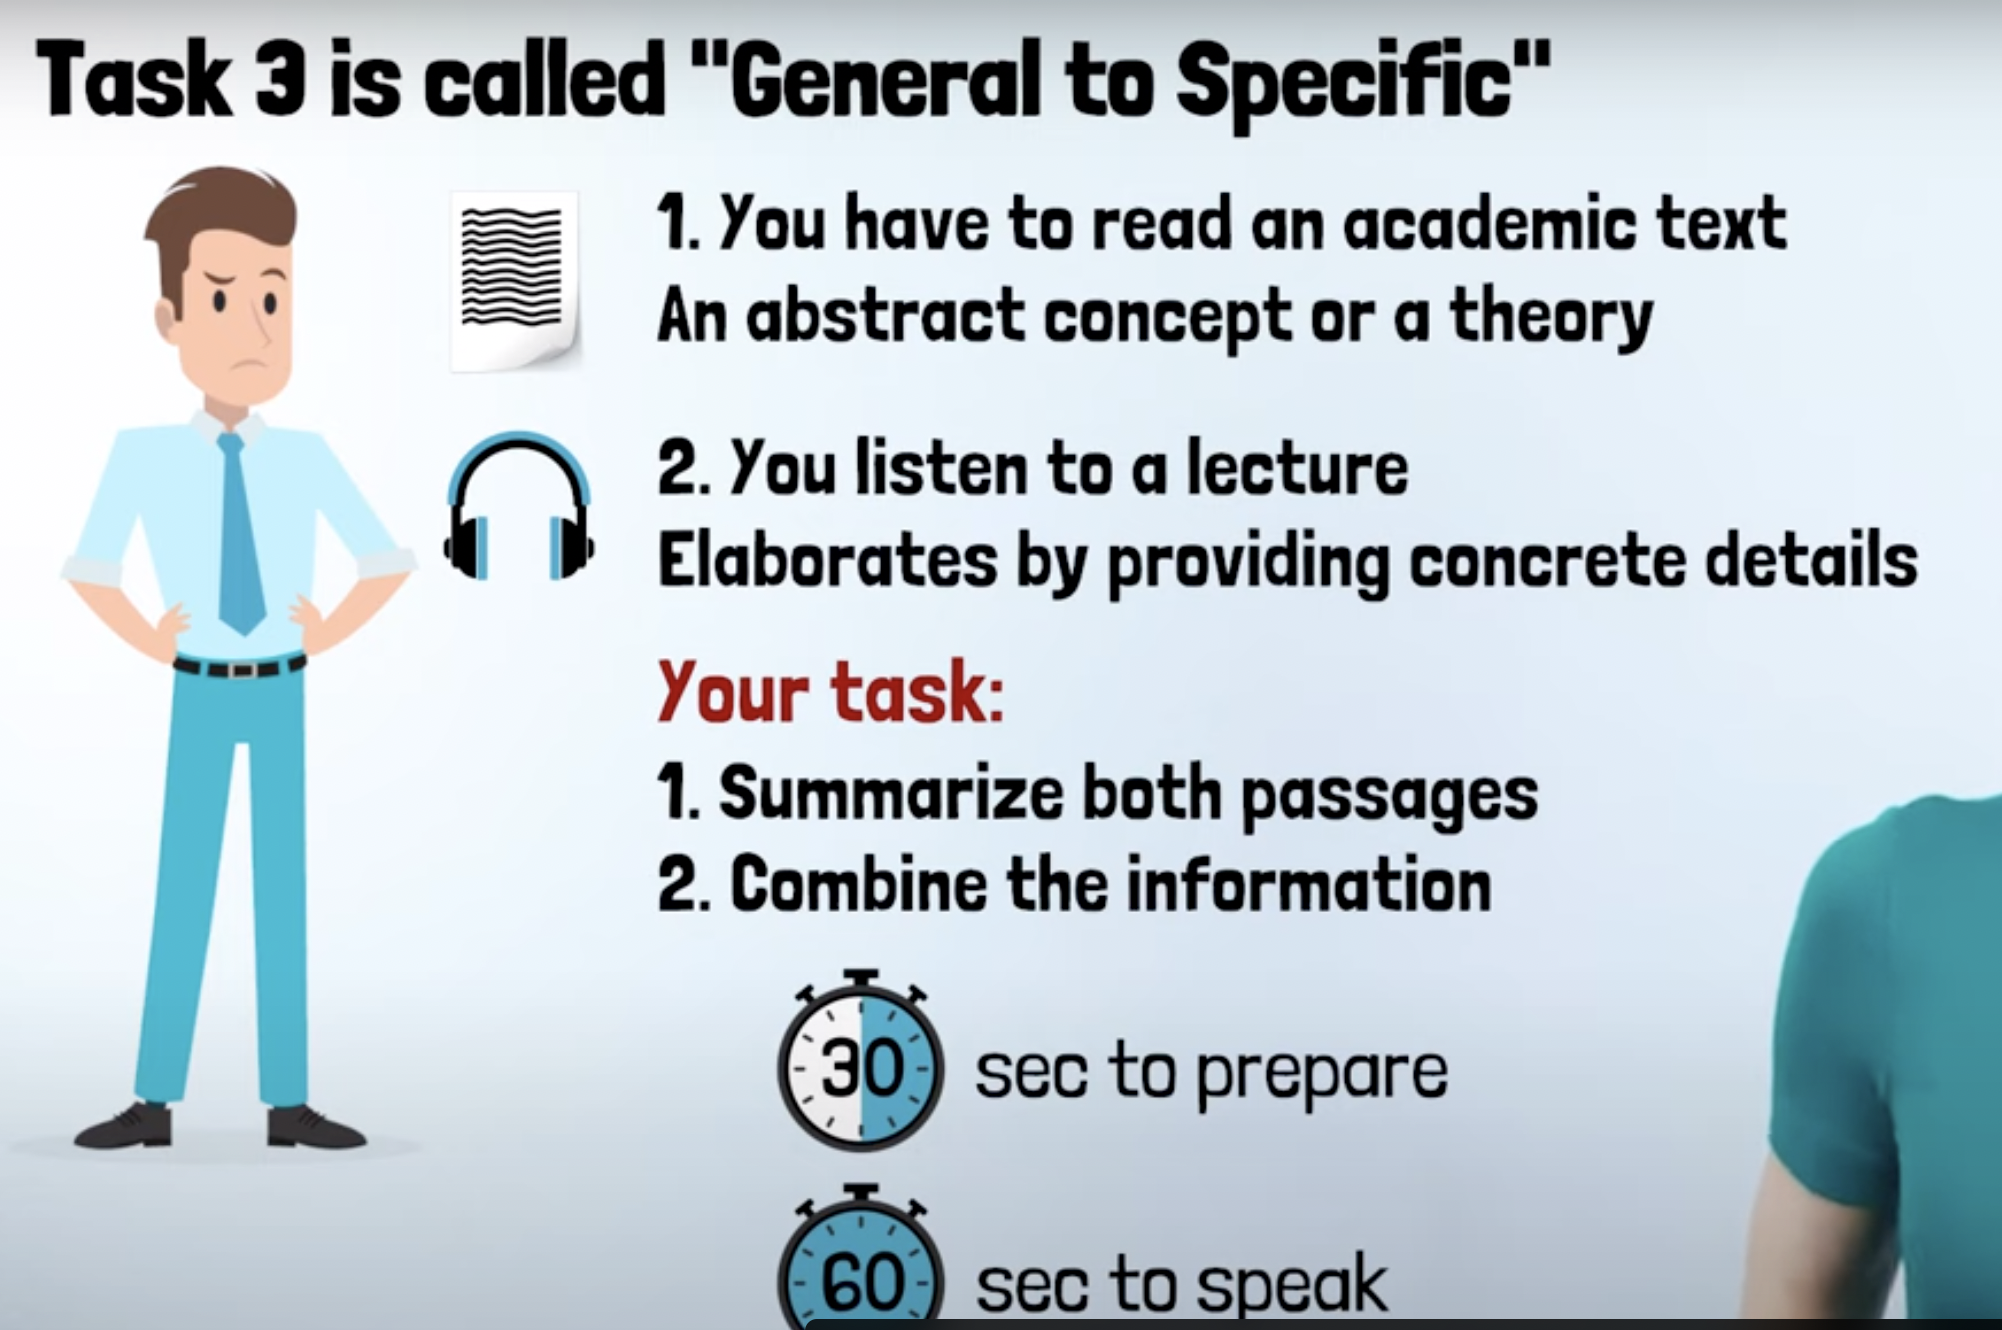 Task 3 is called "General to Specific"
1. You have to read an academic text
An abstract concept or a theory
2. You listen to a lecture
Elaborates by providing concrete details
Your task:
1. Summarize both passages
2. Combine the information
30 sec to prepare
60 sec to speak